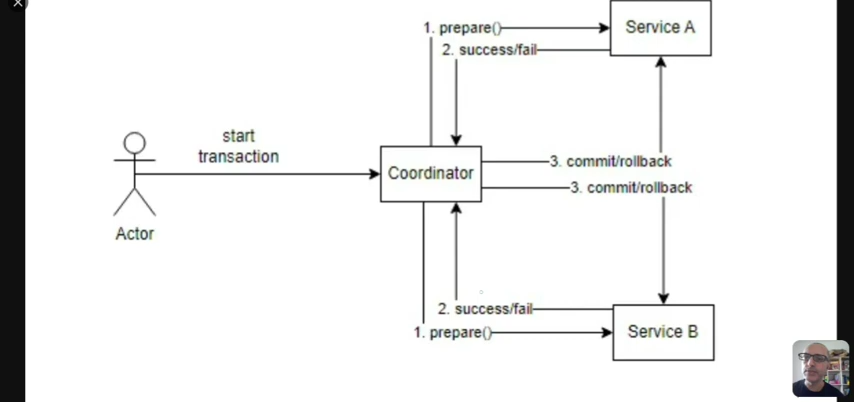 1. prepare()
Service A
2. success/fail
start
transaction
Coordinator
3. commit/rollback
3. commit/rollback
Actor
2. success/fail
1. prepare()
Service B